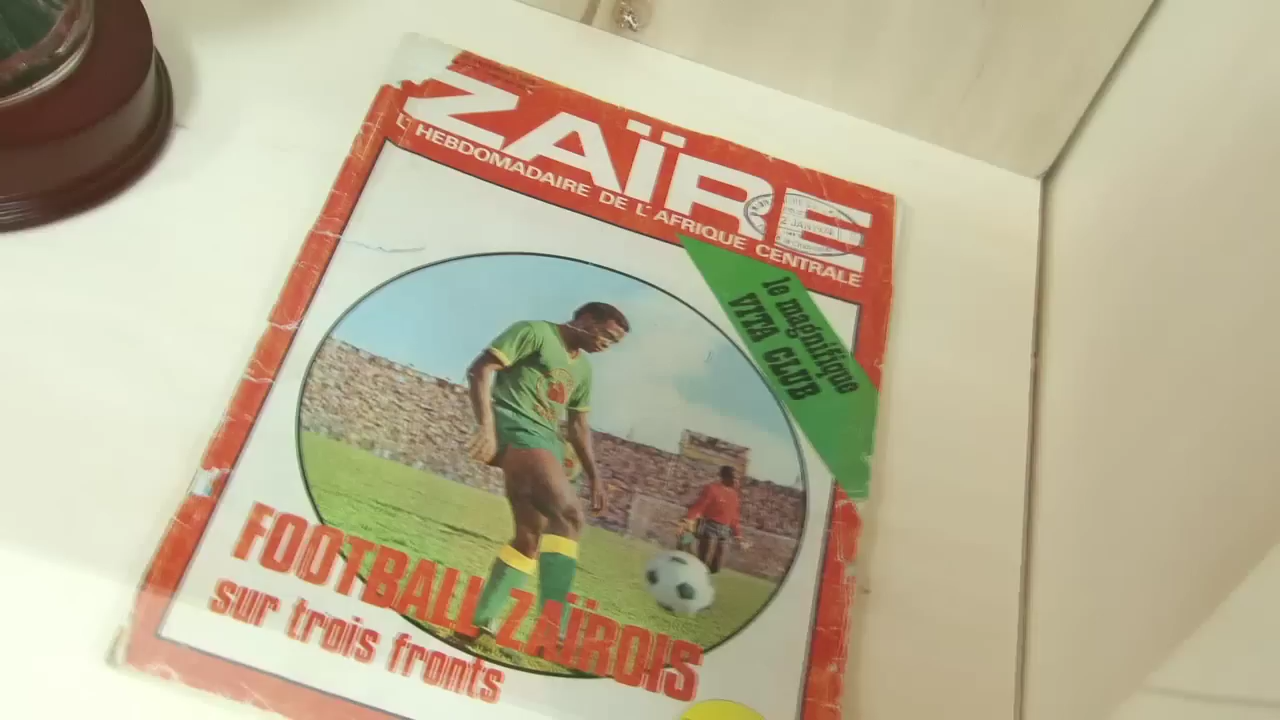 ZAÏRE
L'HEBDOMADAIRE DE L'AFRIQUE CENTRALE
le magnifique
VITA CLUB
FOOTBALL ZAÏROIS
sur trois fronts